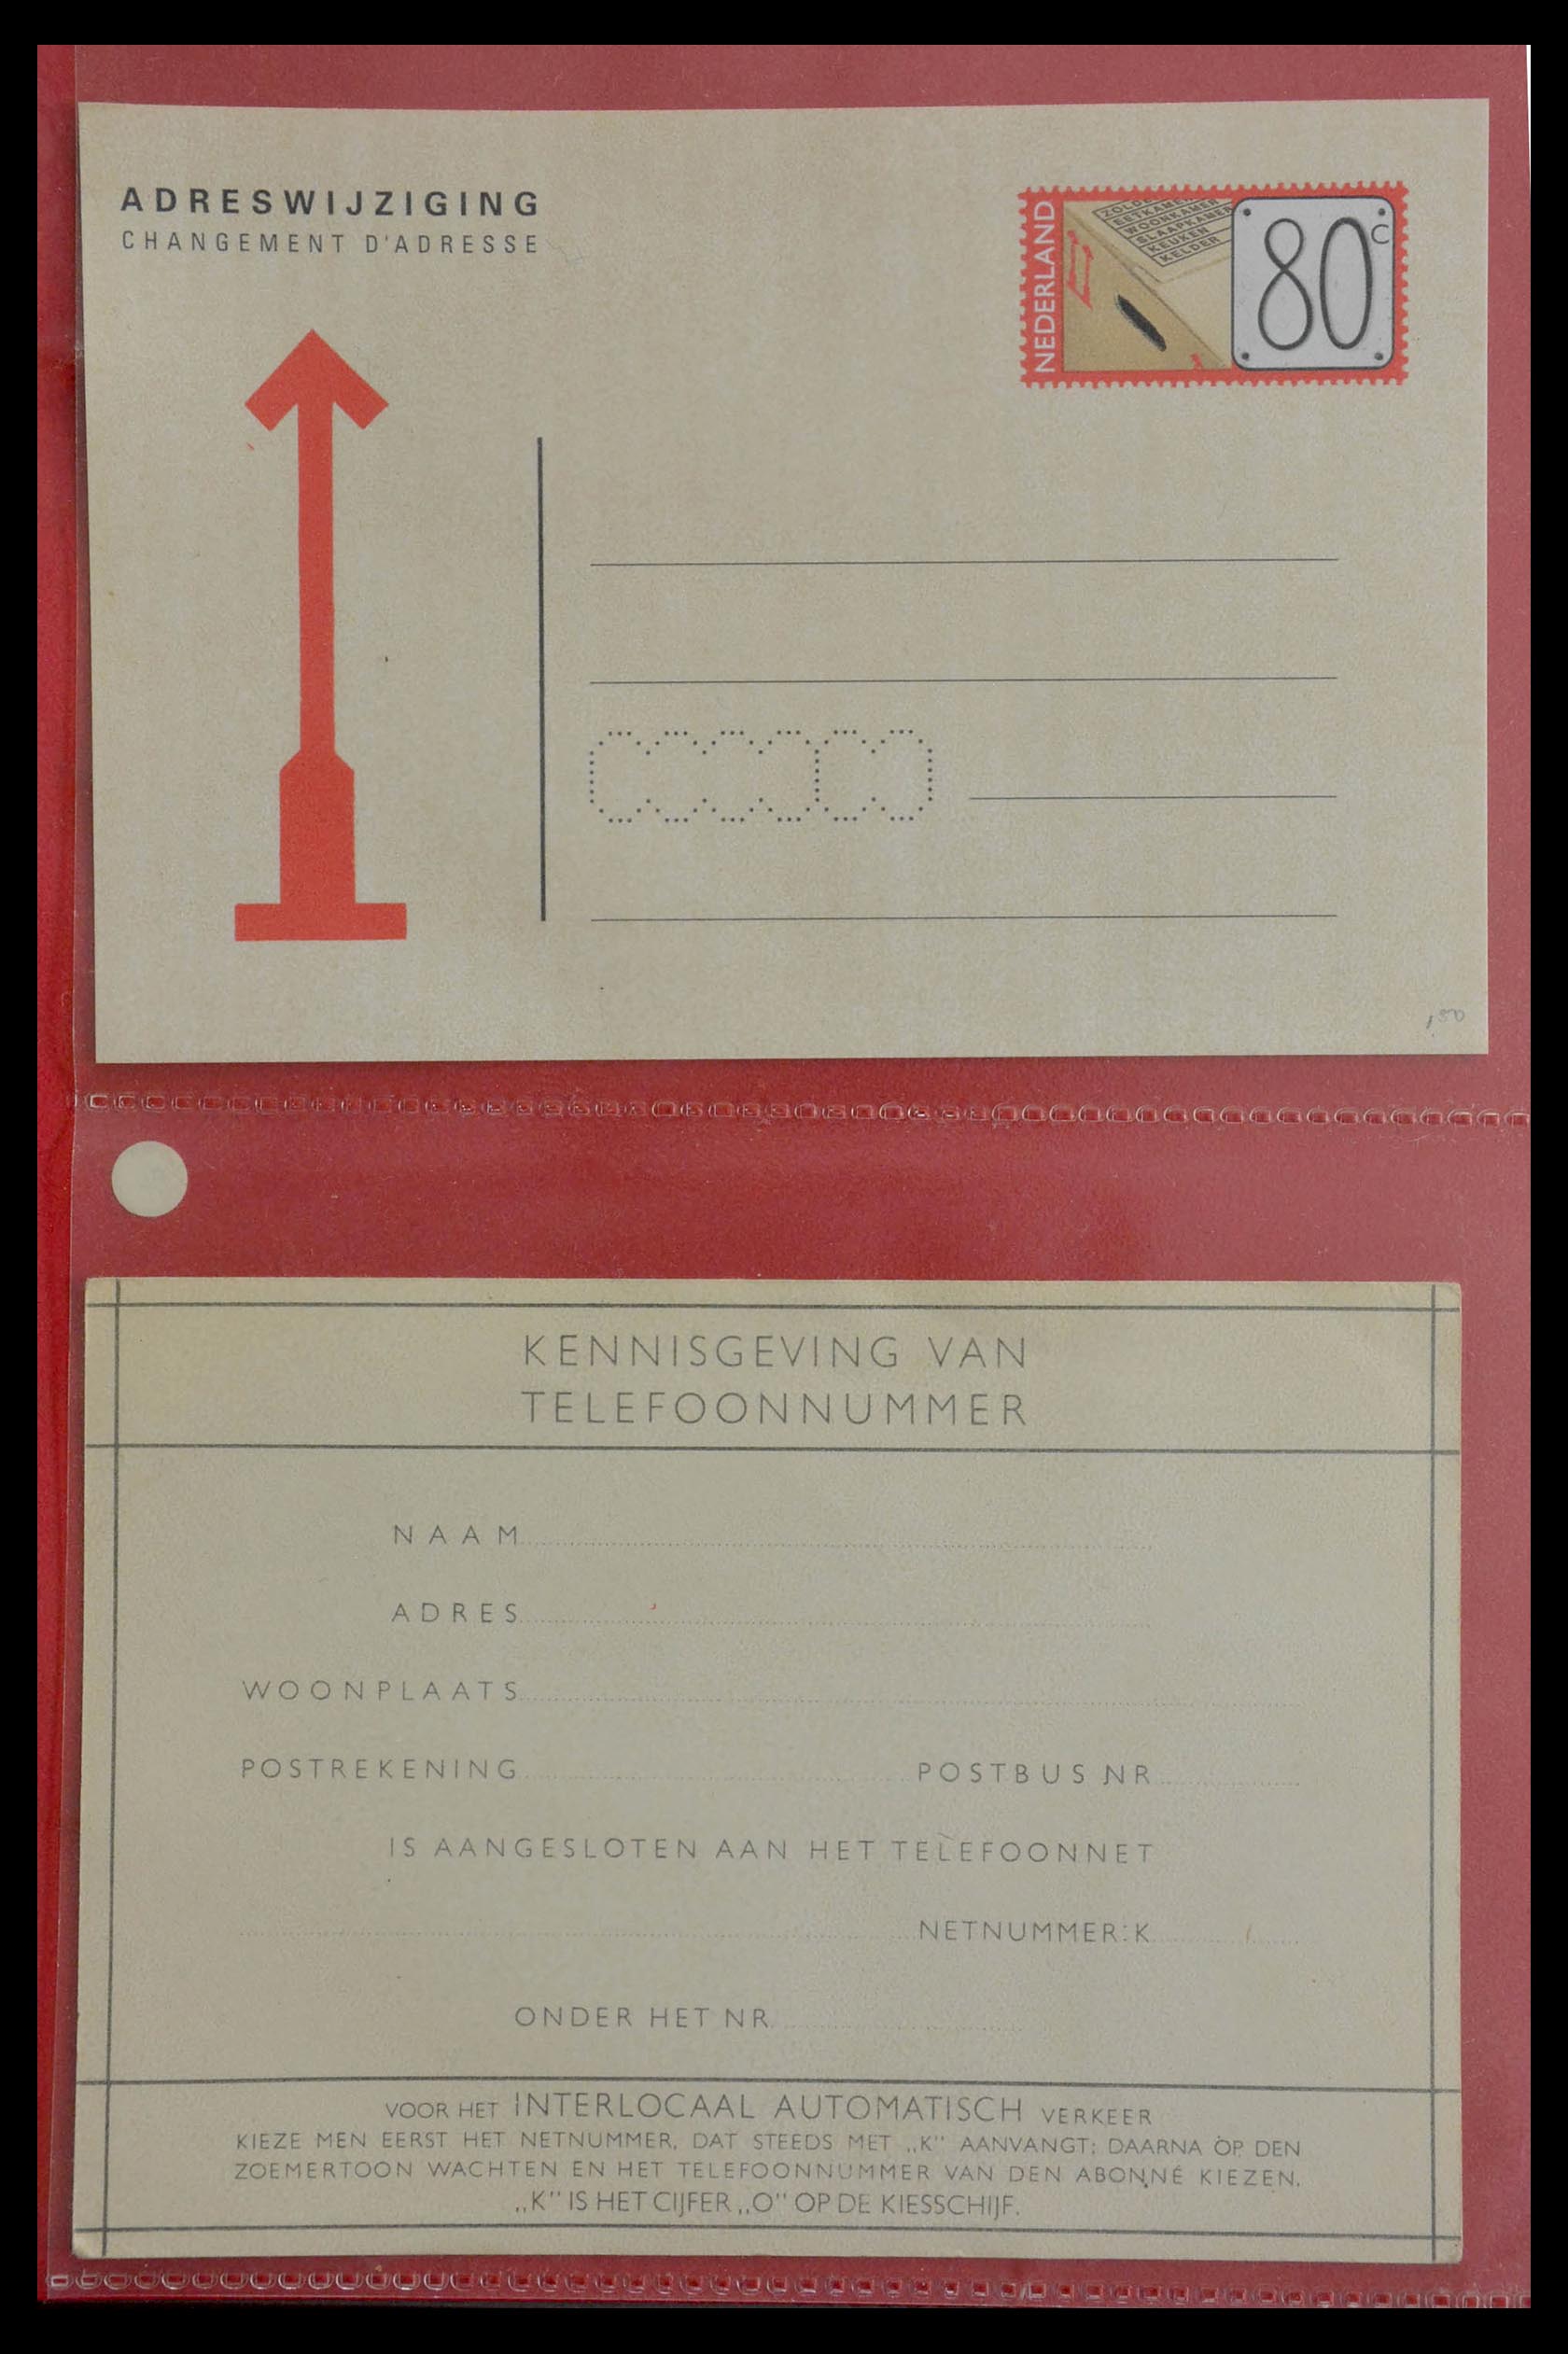 ADRESWIJZIGING
CHANGEMENT D'ADRESSE
NEDERLAND
EETKAMER
WOONKAMER
SLAAPKAMER
KEUKEN
KELDER
80 C
,50
KENNISGEVING VAN
TELEFOONNUMMER
NAAM
ADRES
WOONPLAATS
POSTREKENING POSTBUS NR
IS AANGESLOTEN AAN HET TELEFOONNET
NETNUMMER: K
ONDER HET NR.
VOOR HET INTERLOCAAL AUTOMATISCH VERKEER
KIEZE MEN EERST HET NETNUMMER, DAT STEEDS MET „K" AANVANGT; DAARNA OP DEN
ZOEMERTOON WACHTEN EN HET TELEFOONNUMMER VAN DEN ABONNÉ KIEZEN.
„K" IS HET CIJFER „O" OP DE KIESSCHIJF.